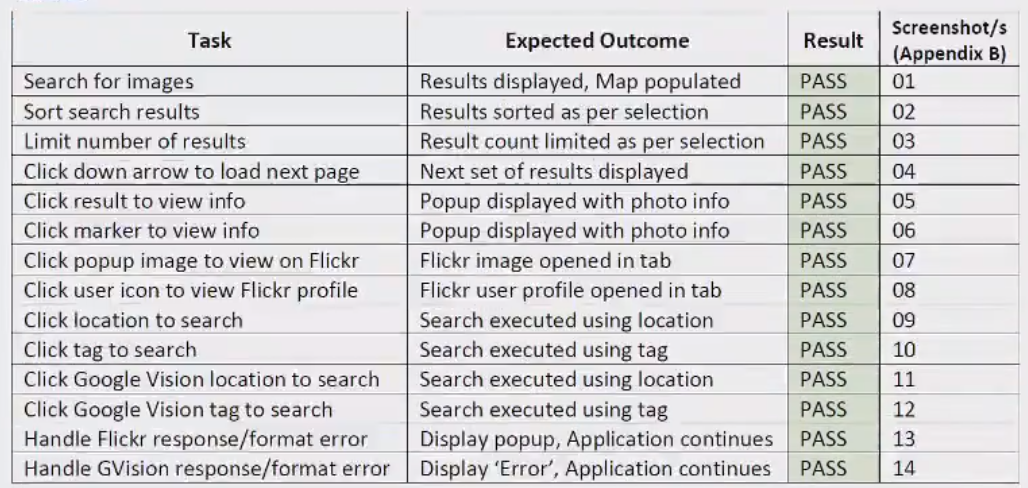 Task Expected Outcome Result Screenshot/s (Appendix B)
Search for images Results displayed, Map populated PASS 01
Sort search results Results sorted as per selection PASS 02
Limit number of results Result count limited as per selection PASS 03
Click down arrow to load next page Next set of results displayed PASS 04
Click result to view info Popup displayed with photo info PASS 05
Click marker to view info Popup displayed with photo info PASS 06
Click popup image to view on Flickr Flickr image opened in tab PASS 07
Click user icon to view Flickr profile Flickr user profile opened in tab PASS 08
Click location to search Search executed using location PASS 09
Click tag to search Search executed using tag PASS 10
Click Google Vision location to search Search executed using location PASS 11
Click Google Vision tag to search Search executed using tag PASS 12
Handle Flickr response/format error Display popup, Application continues PASS 13
Handle GVision response/format error Display ‘Error’, Application continues PASS 14